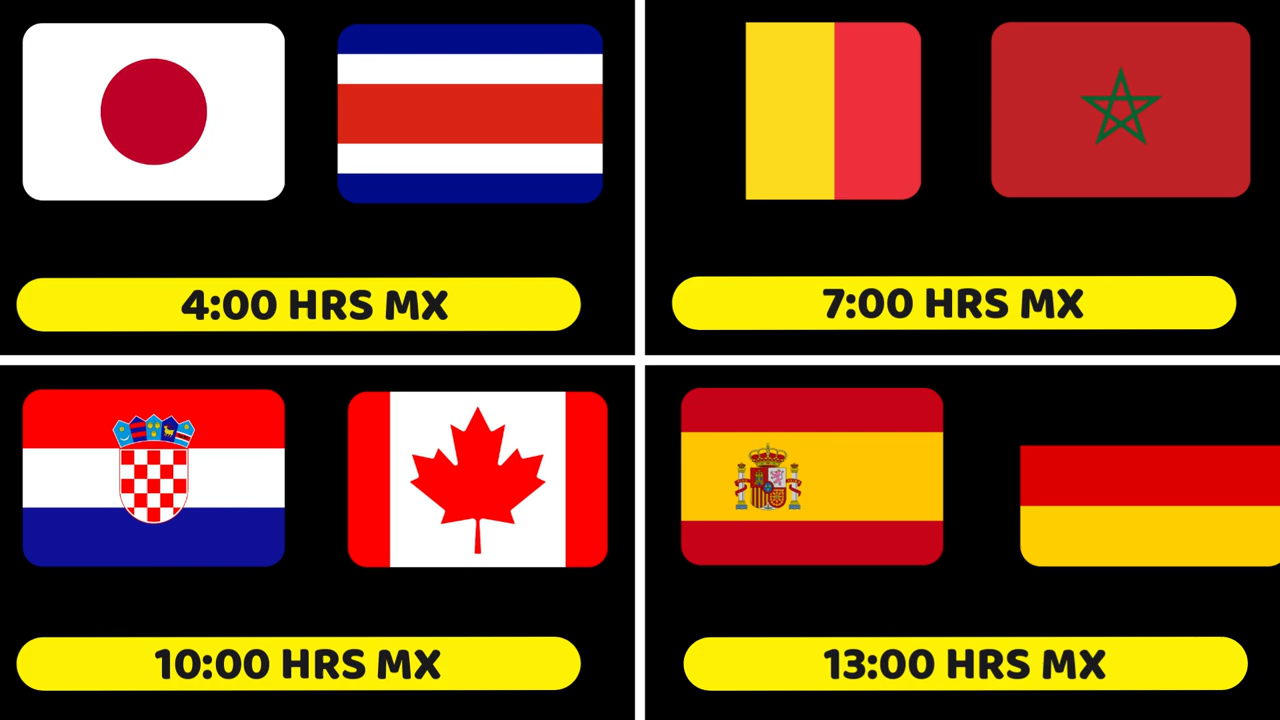 4:00 HRS MX
7:00 HRS MX
10:00 HRS MX
13:00 HRS MX